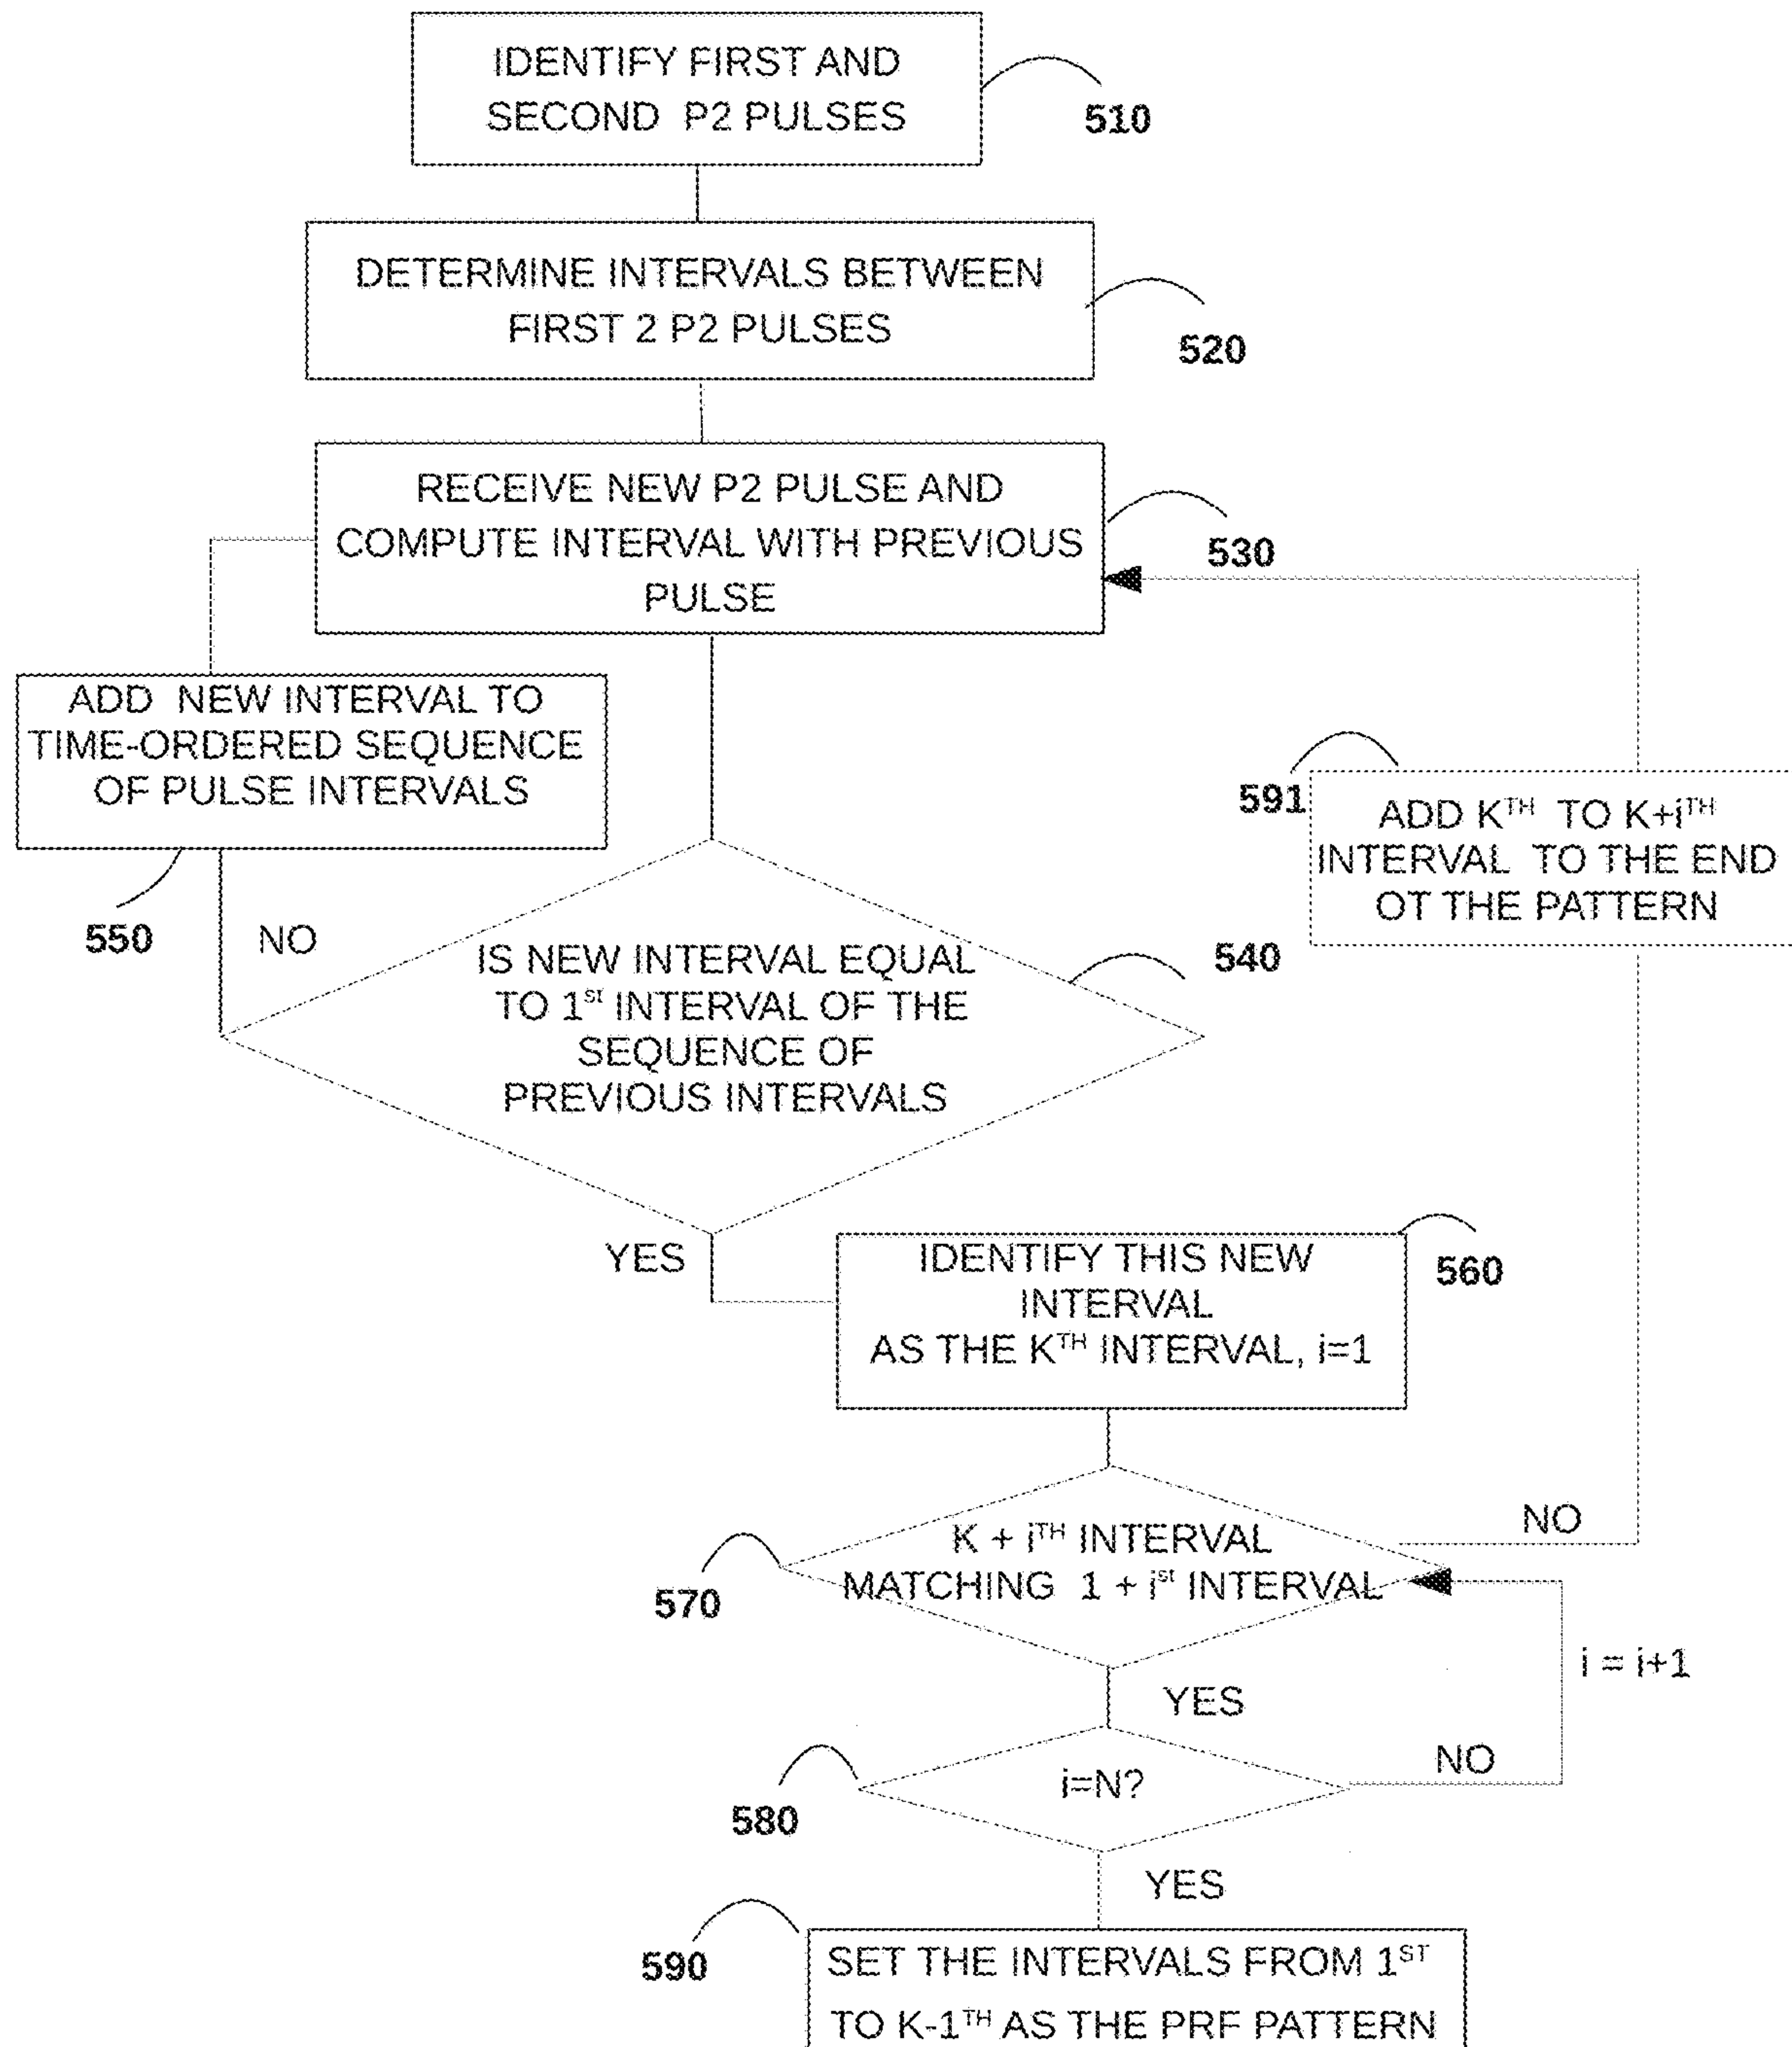 IDENTIFY FIRST AND
SECOND P2 PULSES
510
DETERMINE INTERVALS BETWEEN
FIRST 2 P2 PULSES
520
RECEIVE NEW P2 PULSE AND
COMPUTE INTERVAL WITH PREVIOUS
PULSE
530
ADD NEW INTERVAL TO
TIME-ORDERED SEQUENCE
OF PULSE INTERVALS
550
NO
591
ADD K^TH TO K+i^TH
INTERVAL TO THE END
OT THE PATTERN
IS NEW INTERVAL EQUAL
TO 1^st INTERVAL OF THE
SEQUENCE OF
PREVIOUS INTERVALS
540
YES
IDENTIFY THIS NEW
INTERVAL
AS THE K^TH INTERVAL, i=1
560
K + i^TH INTERVAL
MATCHING 1 + i^st INTERVAL
570
NO
i = i+1
YES
i=N?
580
NO
YES
590
SET THE INTERVALS FROM 1^ST
TO K-1^TH AS THE PRF PATTERN